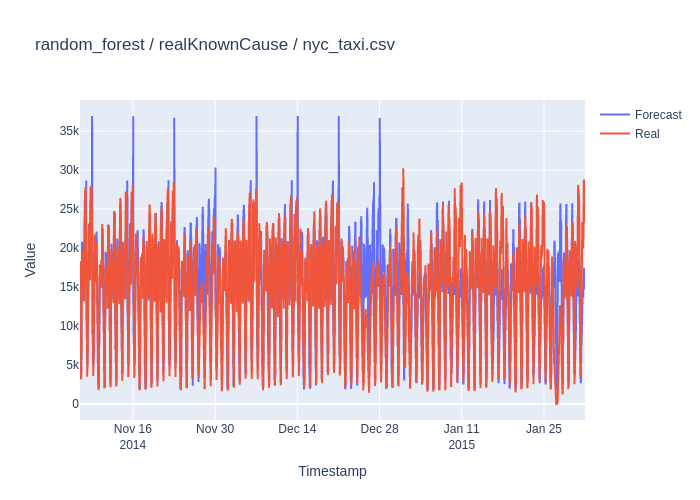 random_forest / realKnownCause / nyc_taxi.csv
Forecast
Real
35k
30k
25k
20k
15k
10k
5k
0
Value
Nov 16
2014
Nov 30
Dec 14
Dec 28
Jan 11
2015
Jan 25
Timestamp